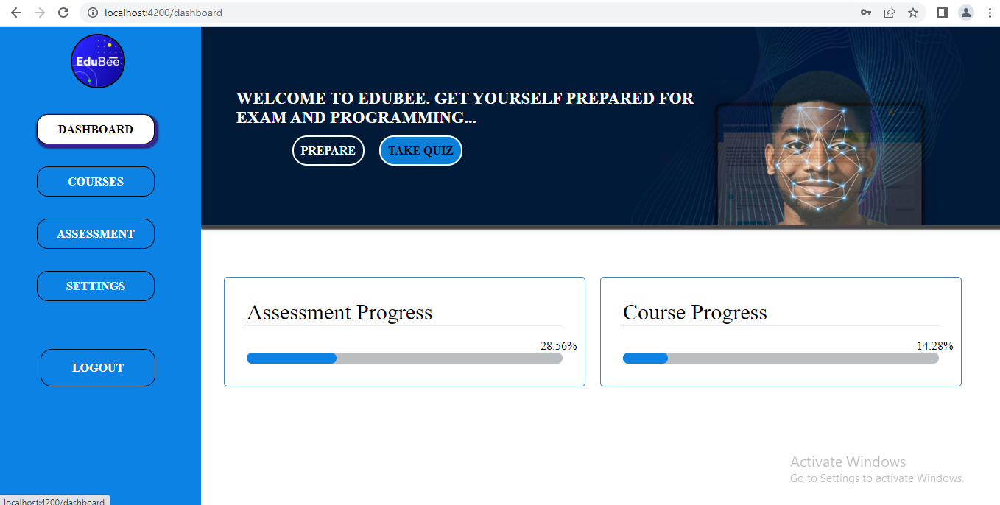 localhost:4200/dashboard
EduBee
DASHBOARD
COURSES
ASSESSMENT
SETTINGS
LOGOUT
WELCOME TO EDUBEE. GET YOURSELF PREPARED FOR
EXAM AND PROGRAMMING...
PREPARE
TAKE QUIZ
Assessment Progress
28.56%
Course Progress
14.28%
Activate Windows
Go to Settings to activate Windows.
localhost:4200/dashboard